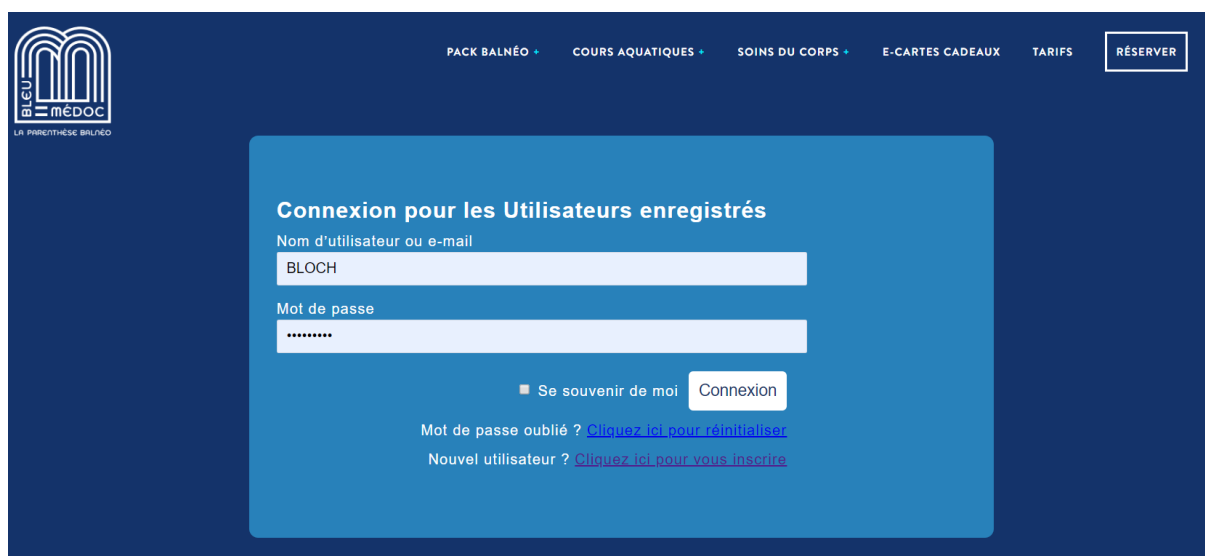 BLEU
MÉDOC
LA PARENTHÈSE BALNÉO
PACK BALNÉO + COURS AQUATIQUES + SOINS DU CORPS + E-CARTES CADEAUX TARIFS RÉSERVER
Connexion pour les Utilisateurs enregistrés
Nom d'utilisateur ou e-mail
BLOCH
Mot de passe
•••••••••
Se souvenir de moi Connexion
Mot de passe oublié ? Cliquez ici pour réinitialiser
Nouvel utilisateur ? Cliquez ici pour vous inscrire